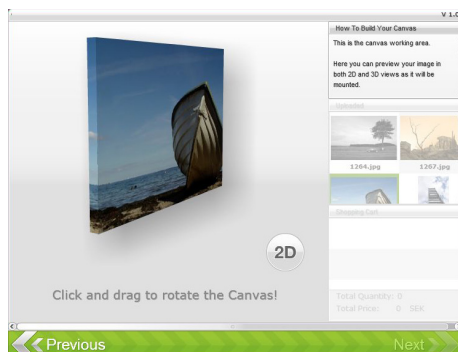 V 1.0
How To Build Your Canvas
This is the canvas working area.
Here you can preview your image in
both 2D and 3D views as it will be
mounted.
Uploaded
1264.jpg
1267.jpg
Shopping Cart
2D
Click and drag to rotate the Canvas!
Total Quantity: 0
Total Price: 0 SEK
Previous
Next